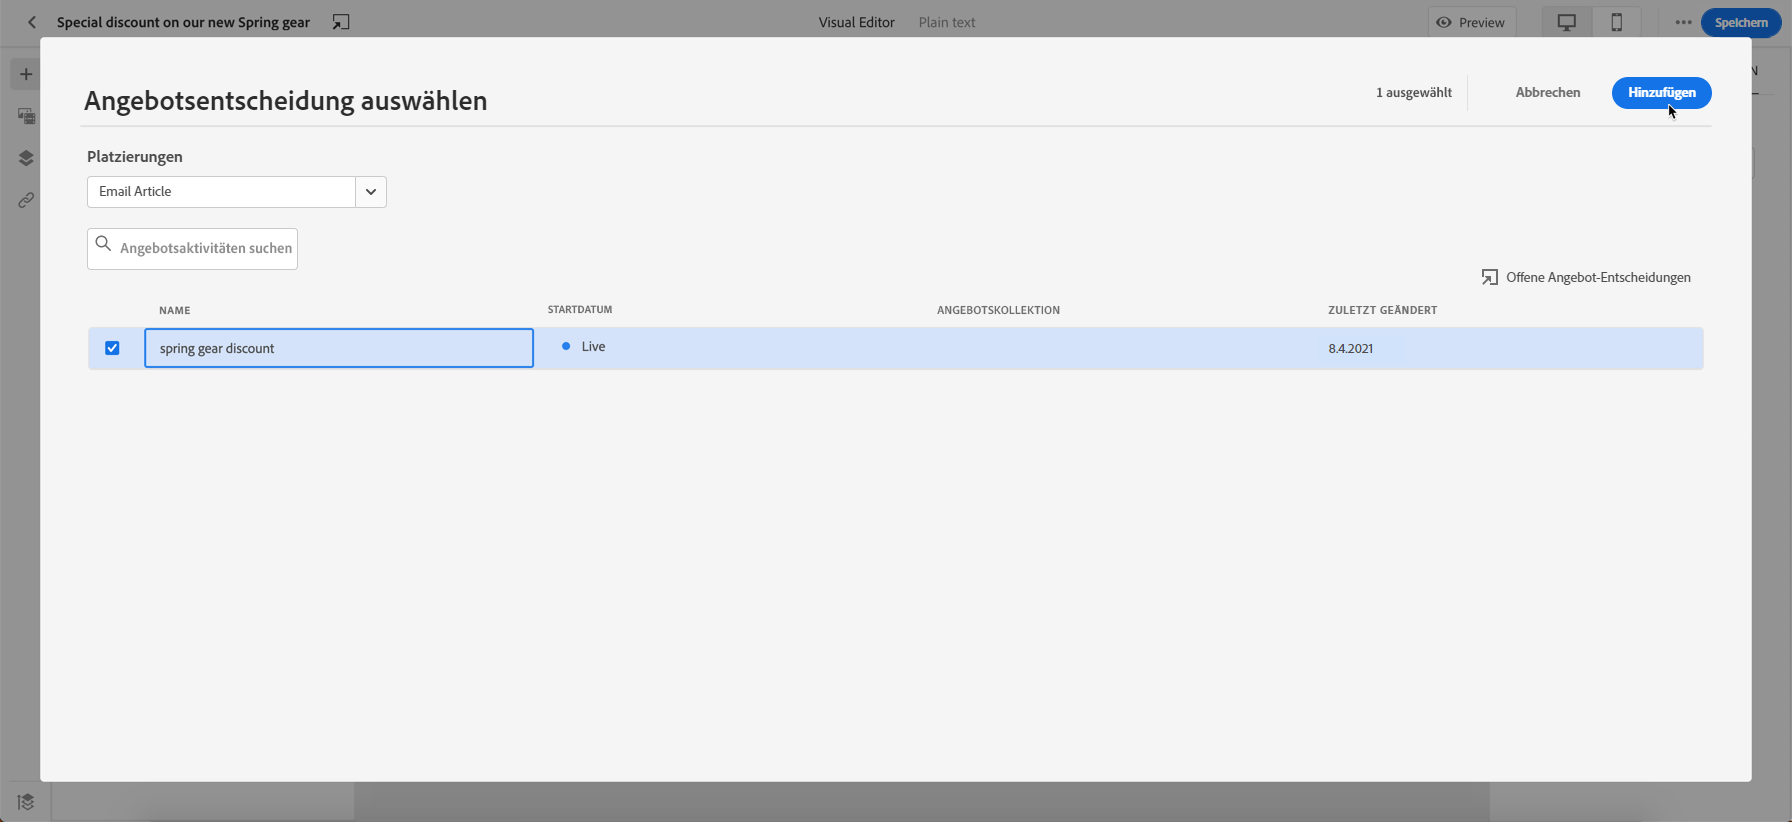 Special discount on our new Spring gear
Visual Editor
Plain text
Preview
Speichern
N
Angebotsentscheidung auswählen
1 ausgewählt
Abbrechen
Hinzufügen
Platzierungen
Email Article
Angebotsaktivitäten suchen
Offene Angebot-Entscheidungen
NAME
STARTDATUM
ANGEBOTSKOLLEKTION
ZULETZT GEÄNDERT
spring gear discount
Live
8.4.2021